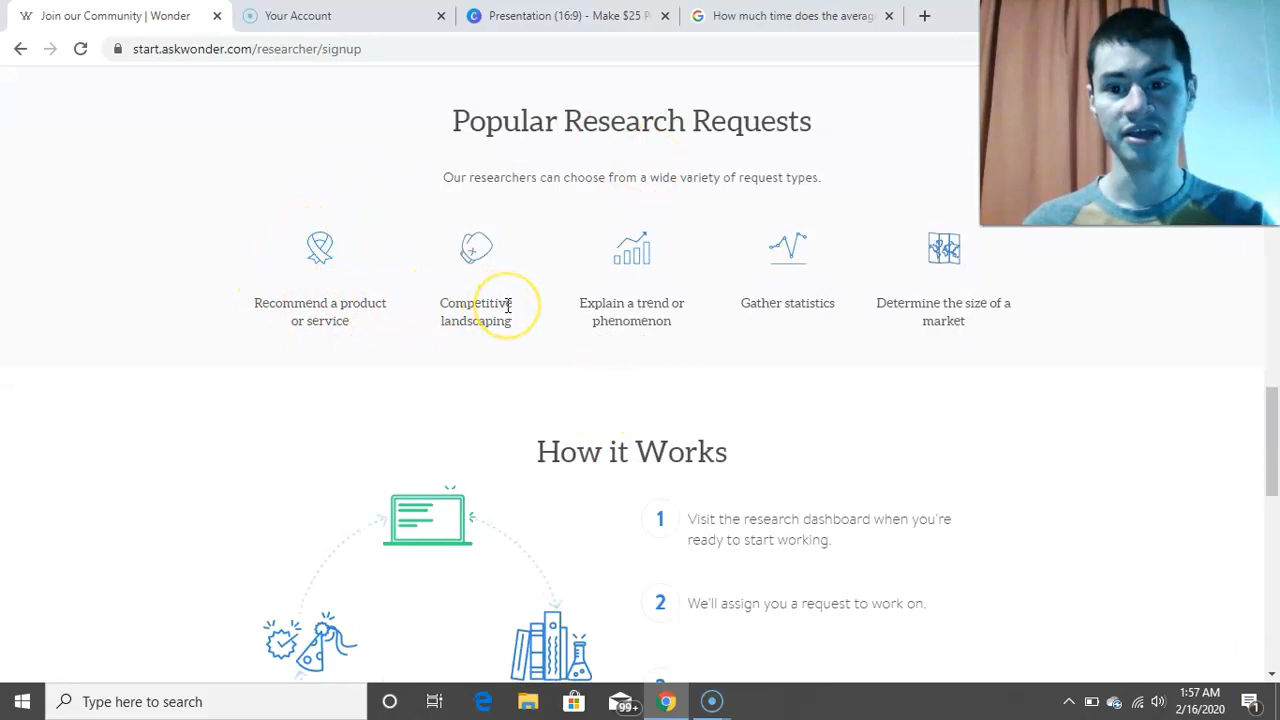 Join our Community | Wonder
Your Account
Presentation (16:9) - Make $25 P
How much time does the averag
start.askwonder.com/researcher/signup
Popular Research Requests
Our researchers can choose from a wide variety of request types.
Recommend a product
or service
Competitive
landscaping
Explain a trend or
phenomenon
Gather statistics
Determine the size of a
market
How it Works
1 Visit the research dashboard when you're
ready to start working.
2 We'll assign you a request to work on.
Type here to search
99+
1:57 AM
2/16/2020
1